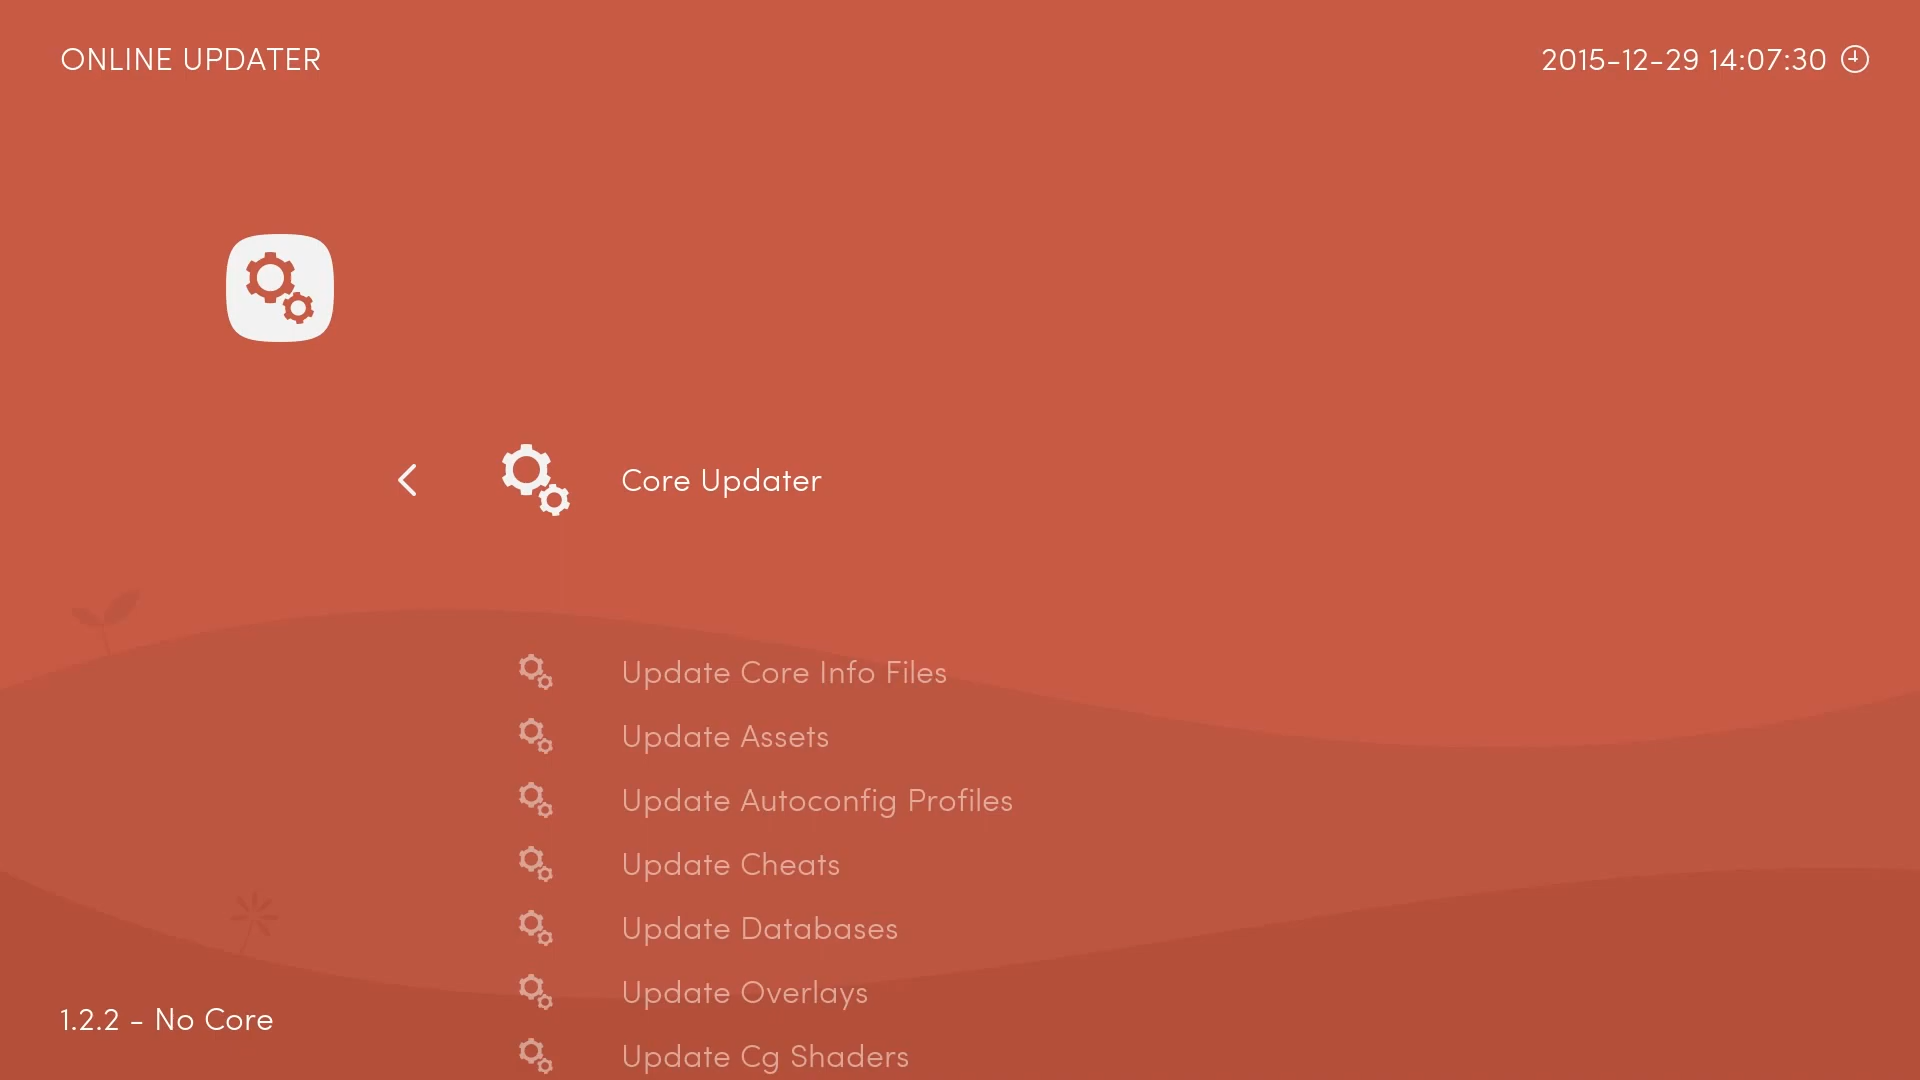 ONLINE UPDATER
2015-12-29 14:07:30
Core Updater
Update Core Info Files
Update Assets
Update Autoconfig Profiles
Update Cheats
Update Databases
Update Overlays
1.2.2 - No Core
Update Cg Shaders